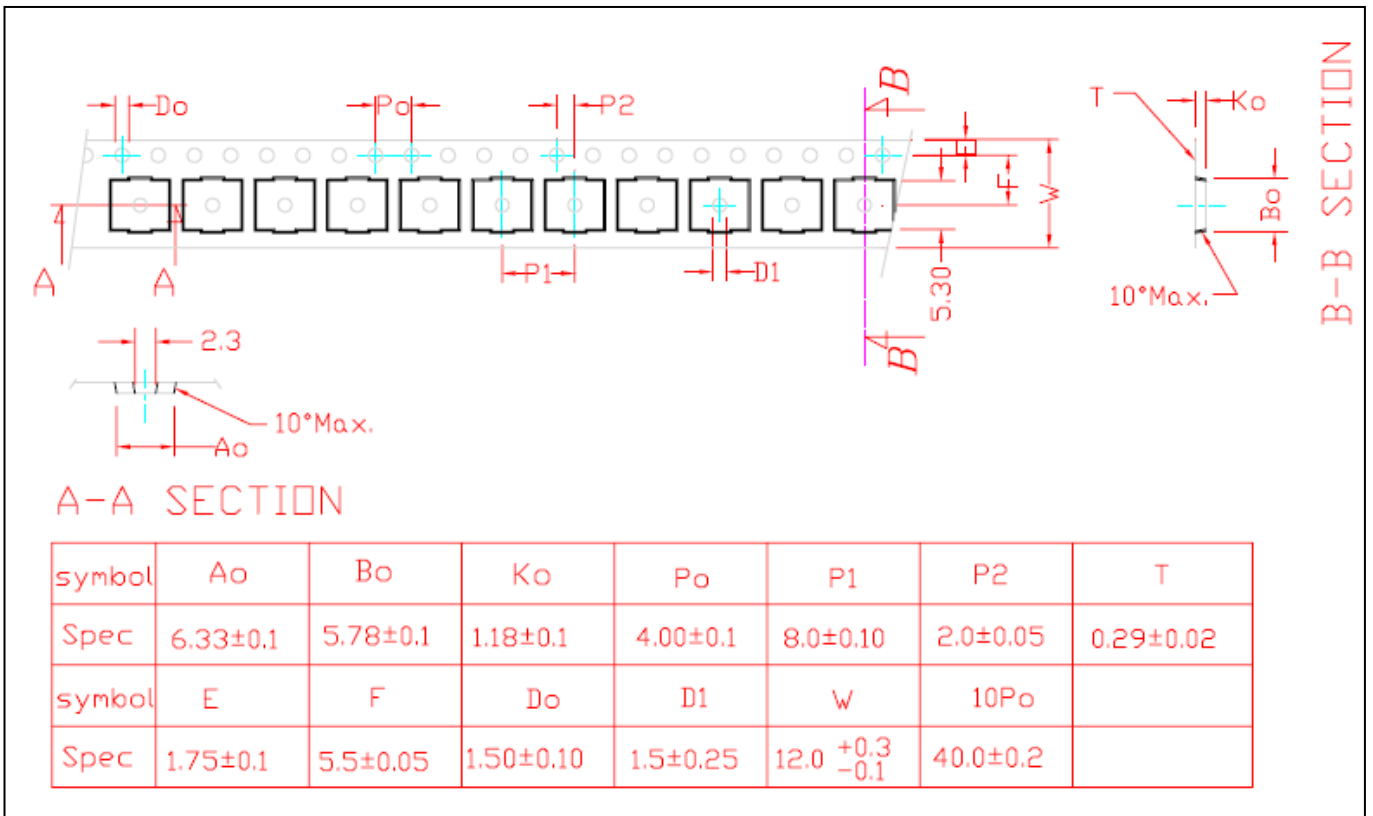 Do
Po
P2
B
T
Ko
B-B SECTION
E
F
W
Bo
A
A
P1
D1
5.30
10°Max.
B
2.3
10°Max.
Ao
A-A SECTION
symbol Ao Bo Ko Po P1 P2 T
Spec 6.33±0.1 5.78±0.1 1.18±0.1 4.00±0.1 8.0±0.10 2.0±0.05 0.29±0.02
symbol E F Do D1 W 10Po
Spec 1.75±0.1 5.5±0.05 1.50±0.10 1.5±0.25 12.0 +0.3 -0.1 40.0±0.2